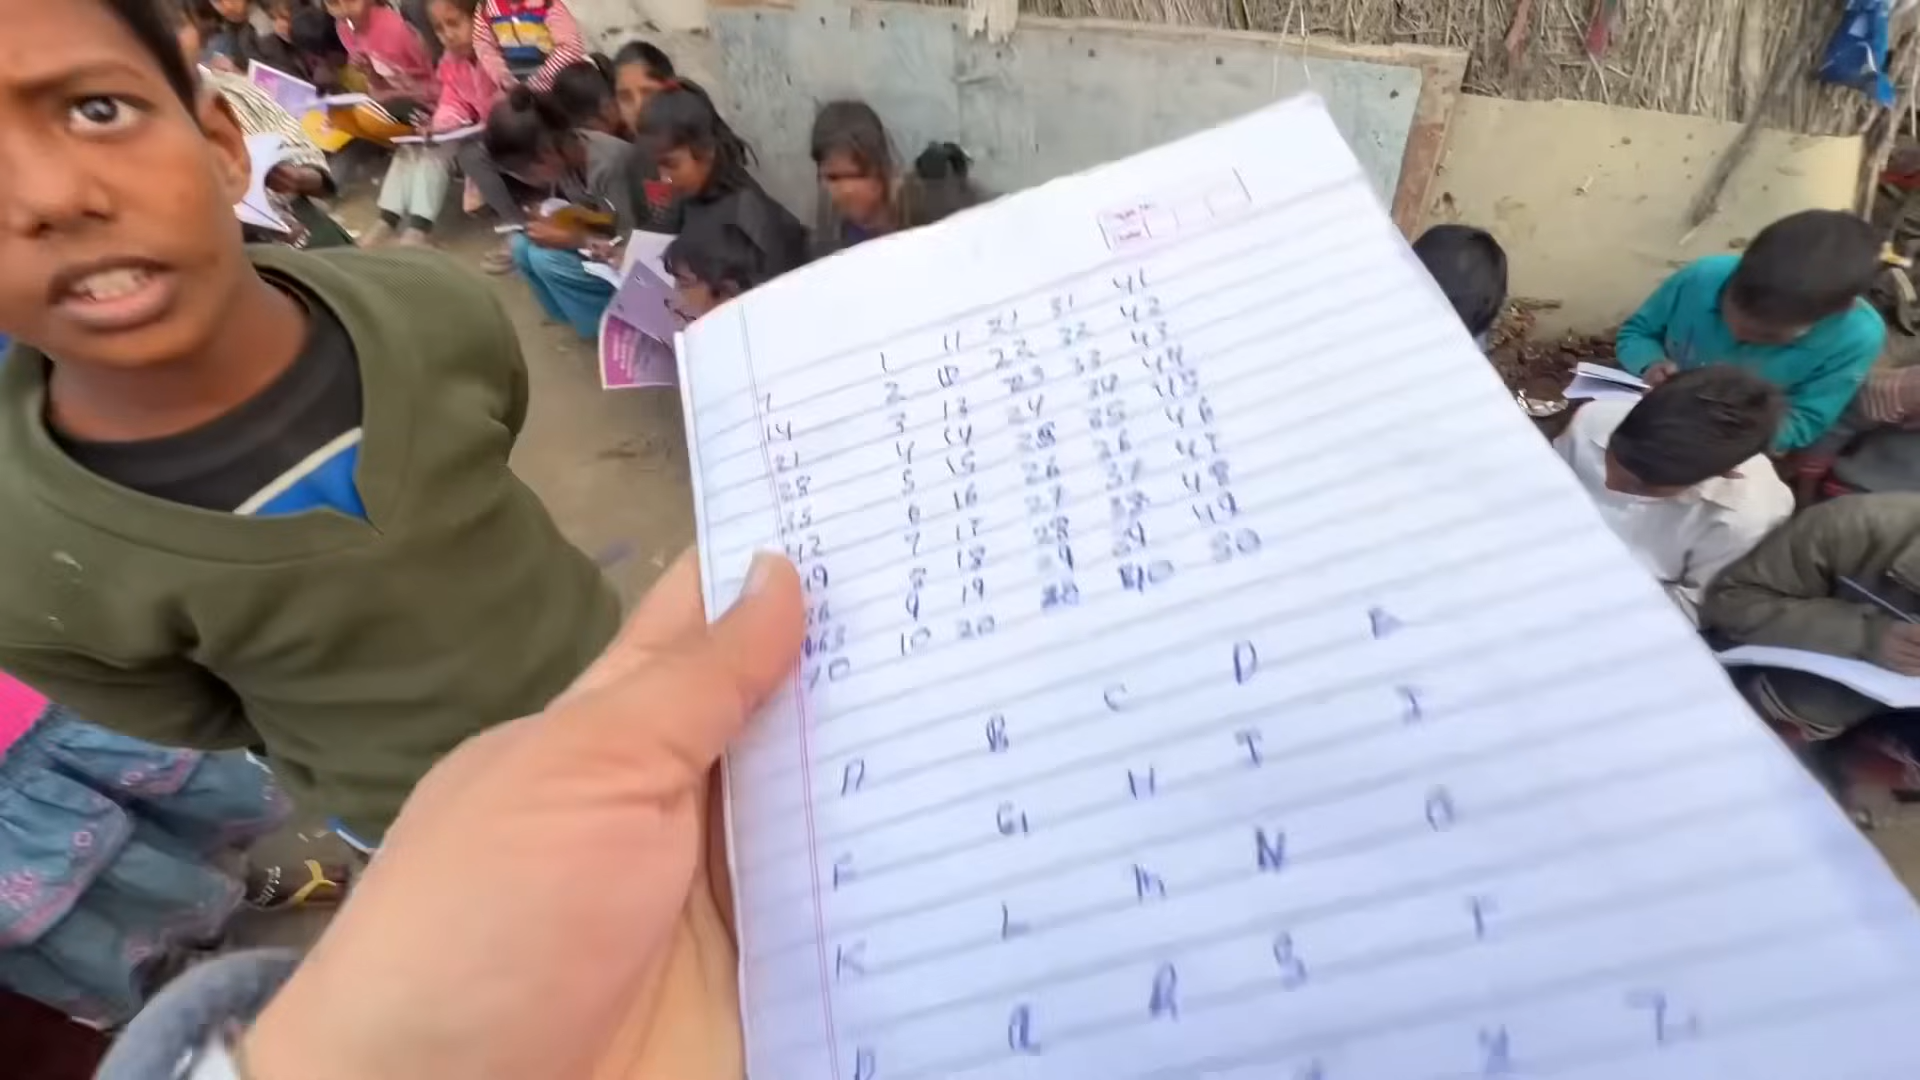 1 11 21 31 41
7 2 12 22 32 42
14 3 13 23 33 43
21 4 14 24 34 44
28 5 15 25 35 45
35 6 16 26 36 46
42 7 17 27 37 47
49 8 18 28 38 48
56 9 19 29 39 49
63 10 20 30 40 50
70
A B C D E
F G H I J
K L M N O
P Q R S T
X Z